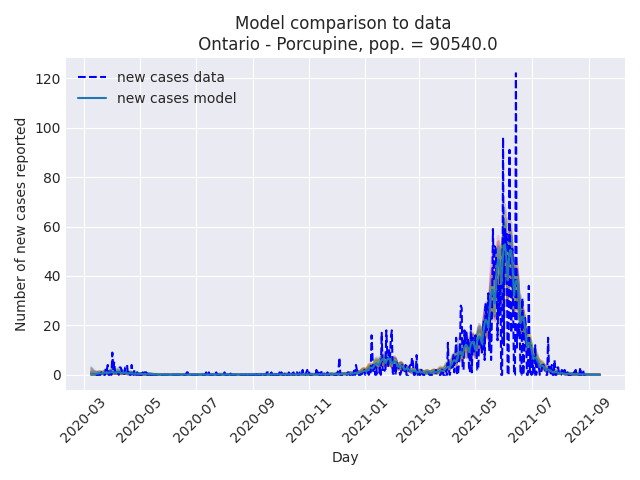 Model comparison to data
Ontario - Porcupine, pop. = 90540.0
new cases data
new cases model
Number of new cases reported
120
100
80
60
40
20
0
2020-03
2020-05
2020-07
2020-09
2020-11
2021-01
2021-03
2021-05
2021-07
2021-09
Day